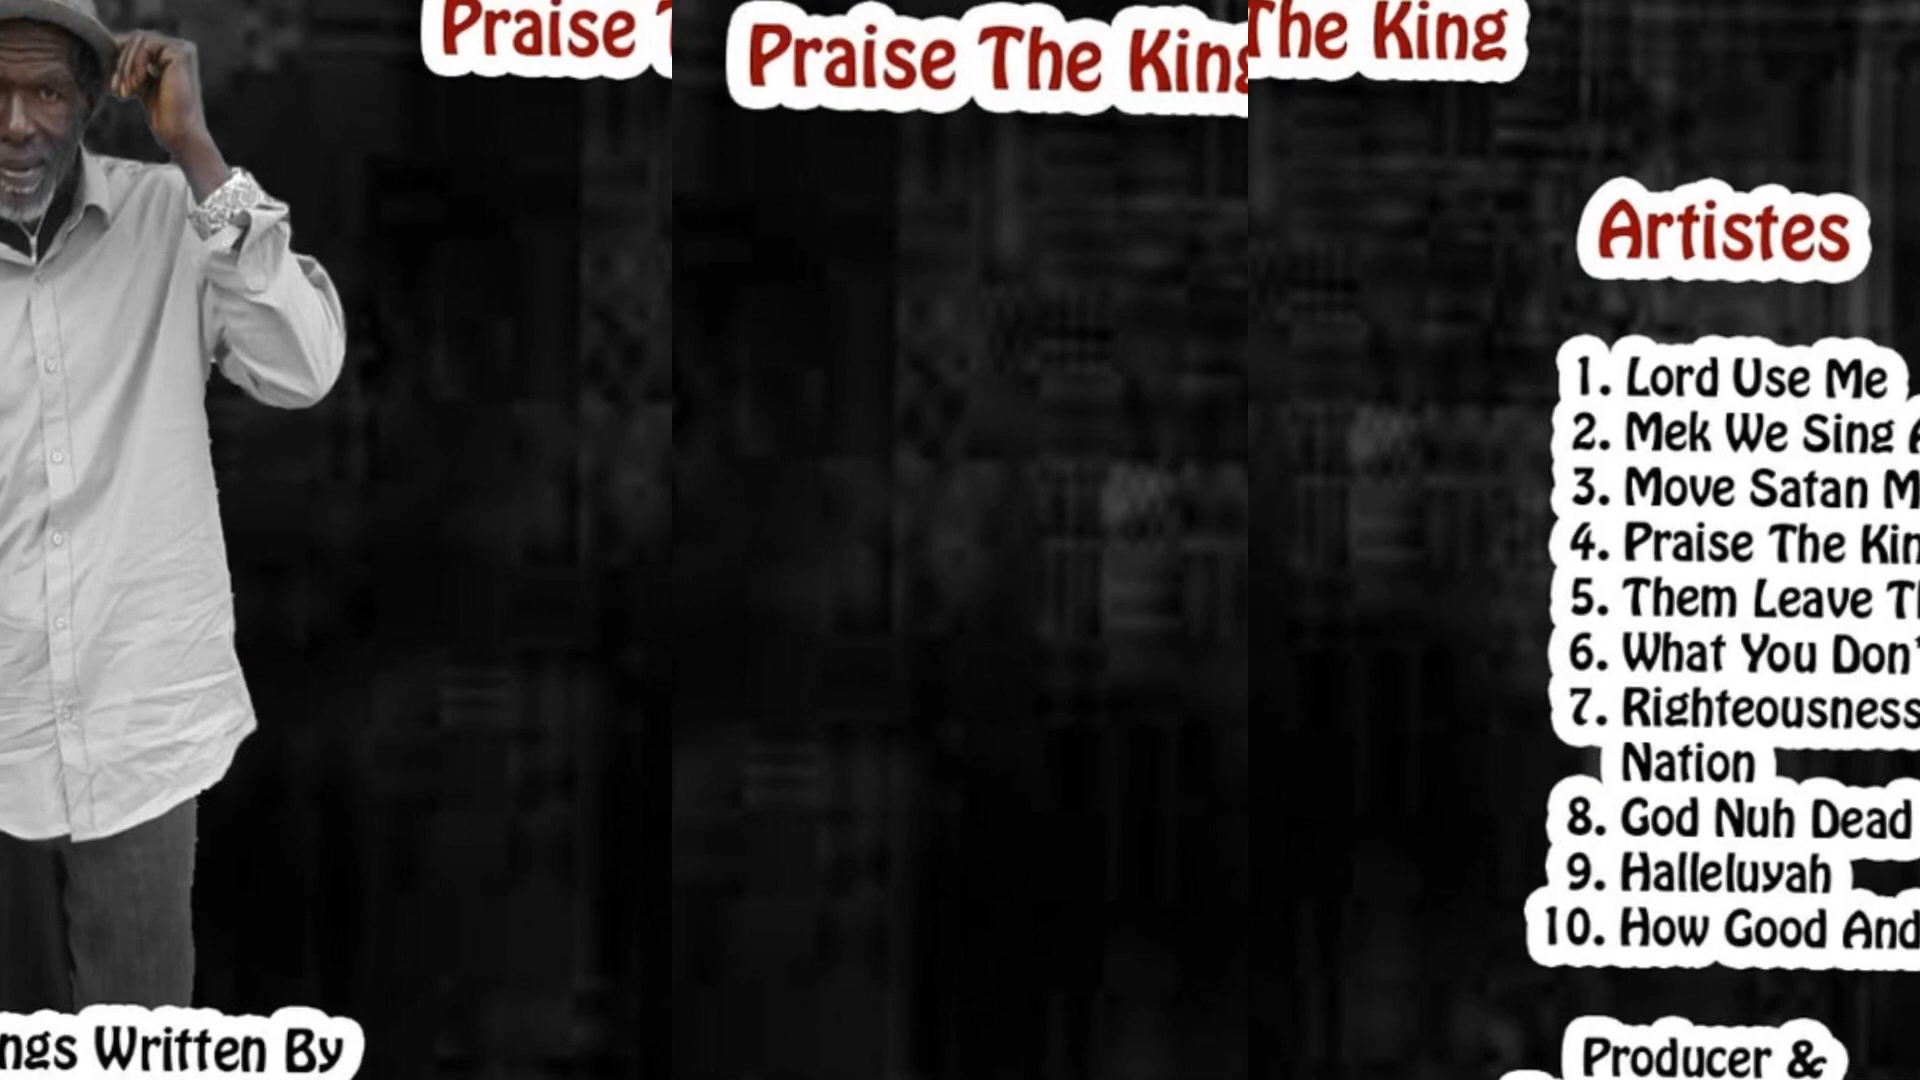 Praise
Praise The King
The King
Artistes
1. Lord Use Me
2. Mek We Sing
3. Move Satan
4. Praise The
5. Them Leave
6. What You
7. Righteousness
Nation
8. God Nuh Dead
9. Halleluyah
10. How Good And
Written By
Producer &